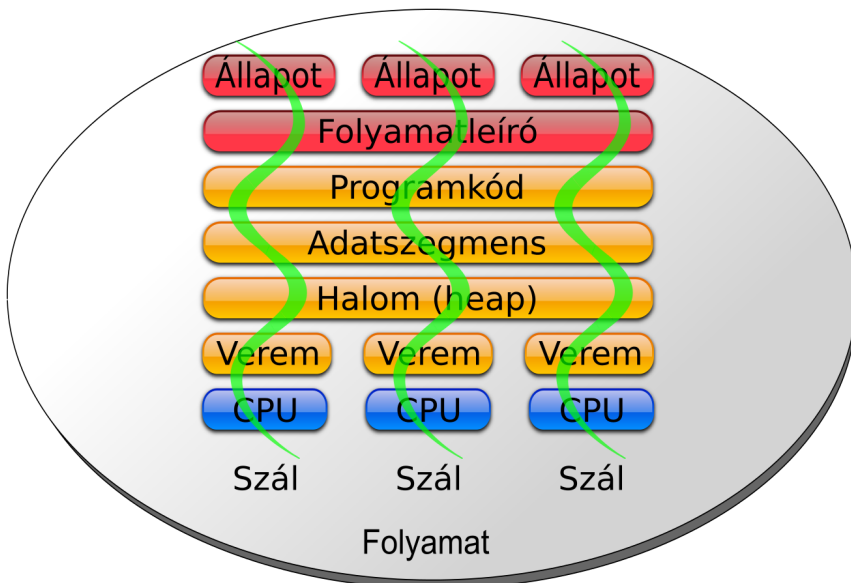 Állapot Állapot Állapot
Folyamatleíró
Programkód
Adatszegmens
Halom (heap)
Verem Verem Verem
CPU CPU CPU
Szál Szál Szál
Folyamat